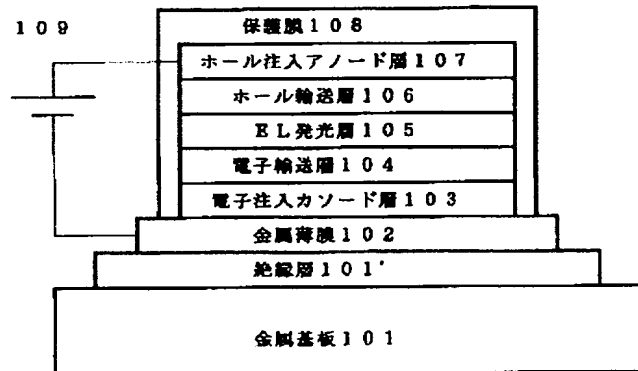 109
保護膜108
ホール注入アノード層107
ホール輸送層106
EL発光層105
電子輸送層104
電子注入カソード層103
金属薄膜102
絶縁層101'
金属基板101